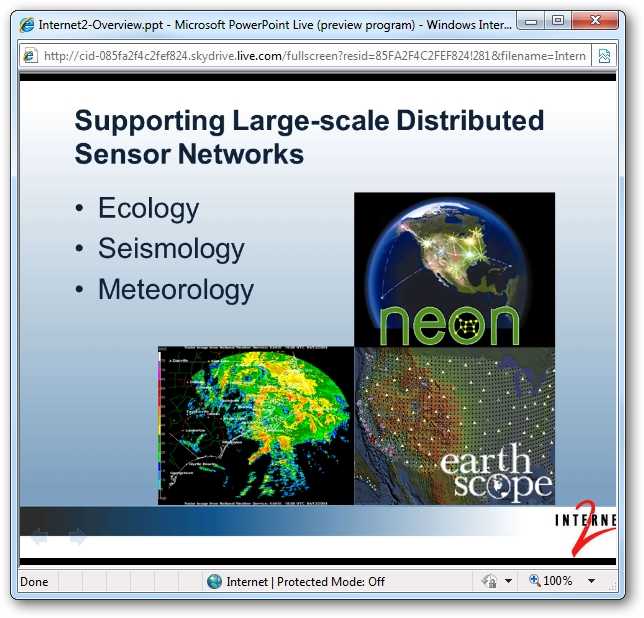 Internet2-Overview.ppt - Microsoft PowerPoint Live (preview program) - Windows Inter...
http://cid-085fa2f4c2fef824.skydrive.live.com/fullscreen?resid=85FA2F4C2FEF824!281&filename=Intern
Supporting Large-scale Distributed
Sensor Networks
• Ecology
• Seismology
• Meteorology
neon
earth
scope
INTERNE
2
Done
Internet | Protected Mode: Off
100%